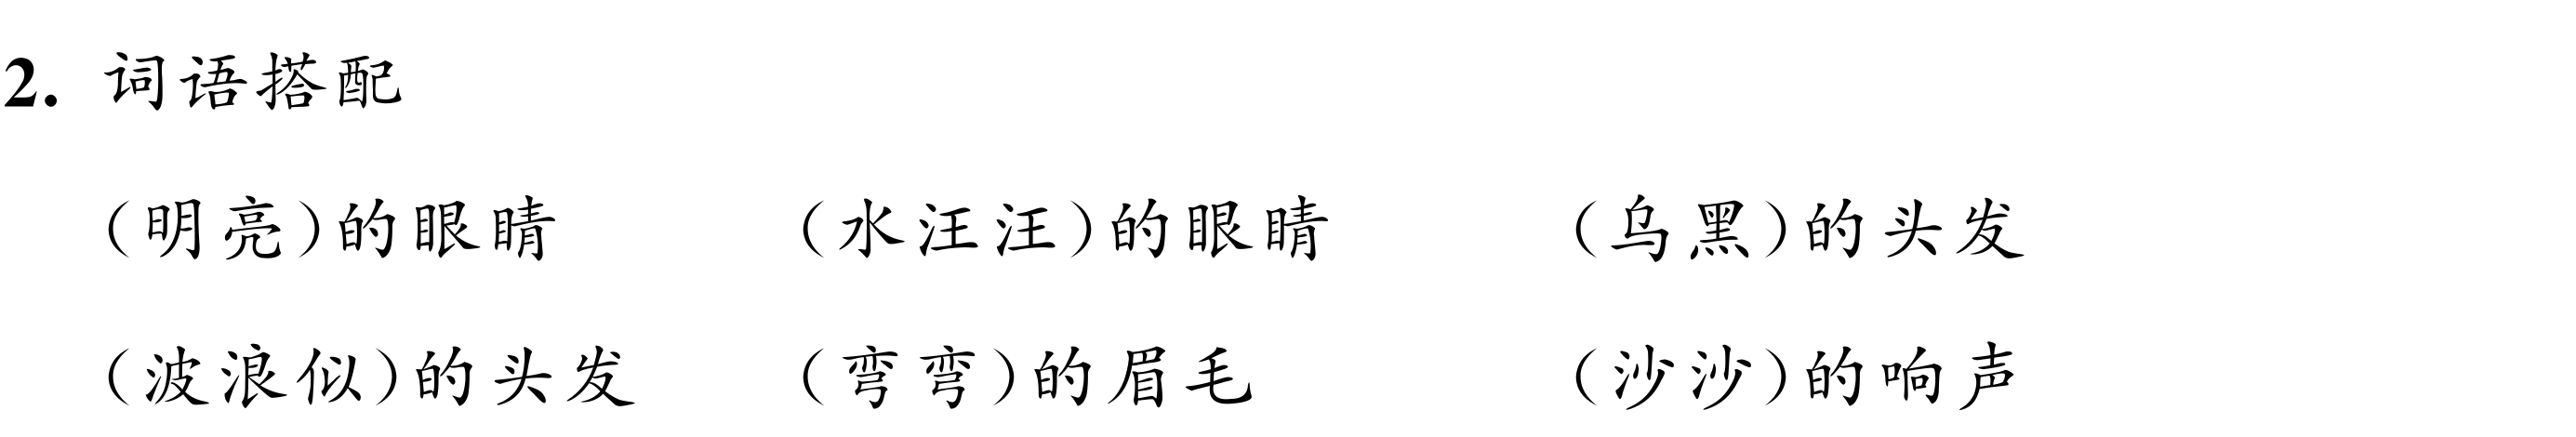 2. 词语搭配
（明亮）的眼睛 （水汪汪）的眼睛 （乌黑）的头发
（波浪似）的头发 （弯弯）的眉毛 （沙沙）的响声